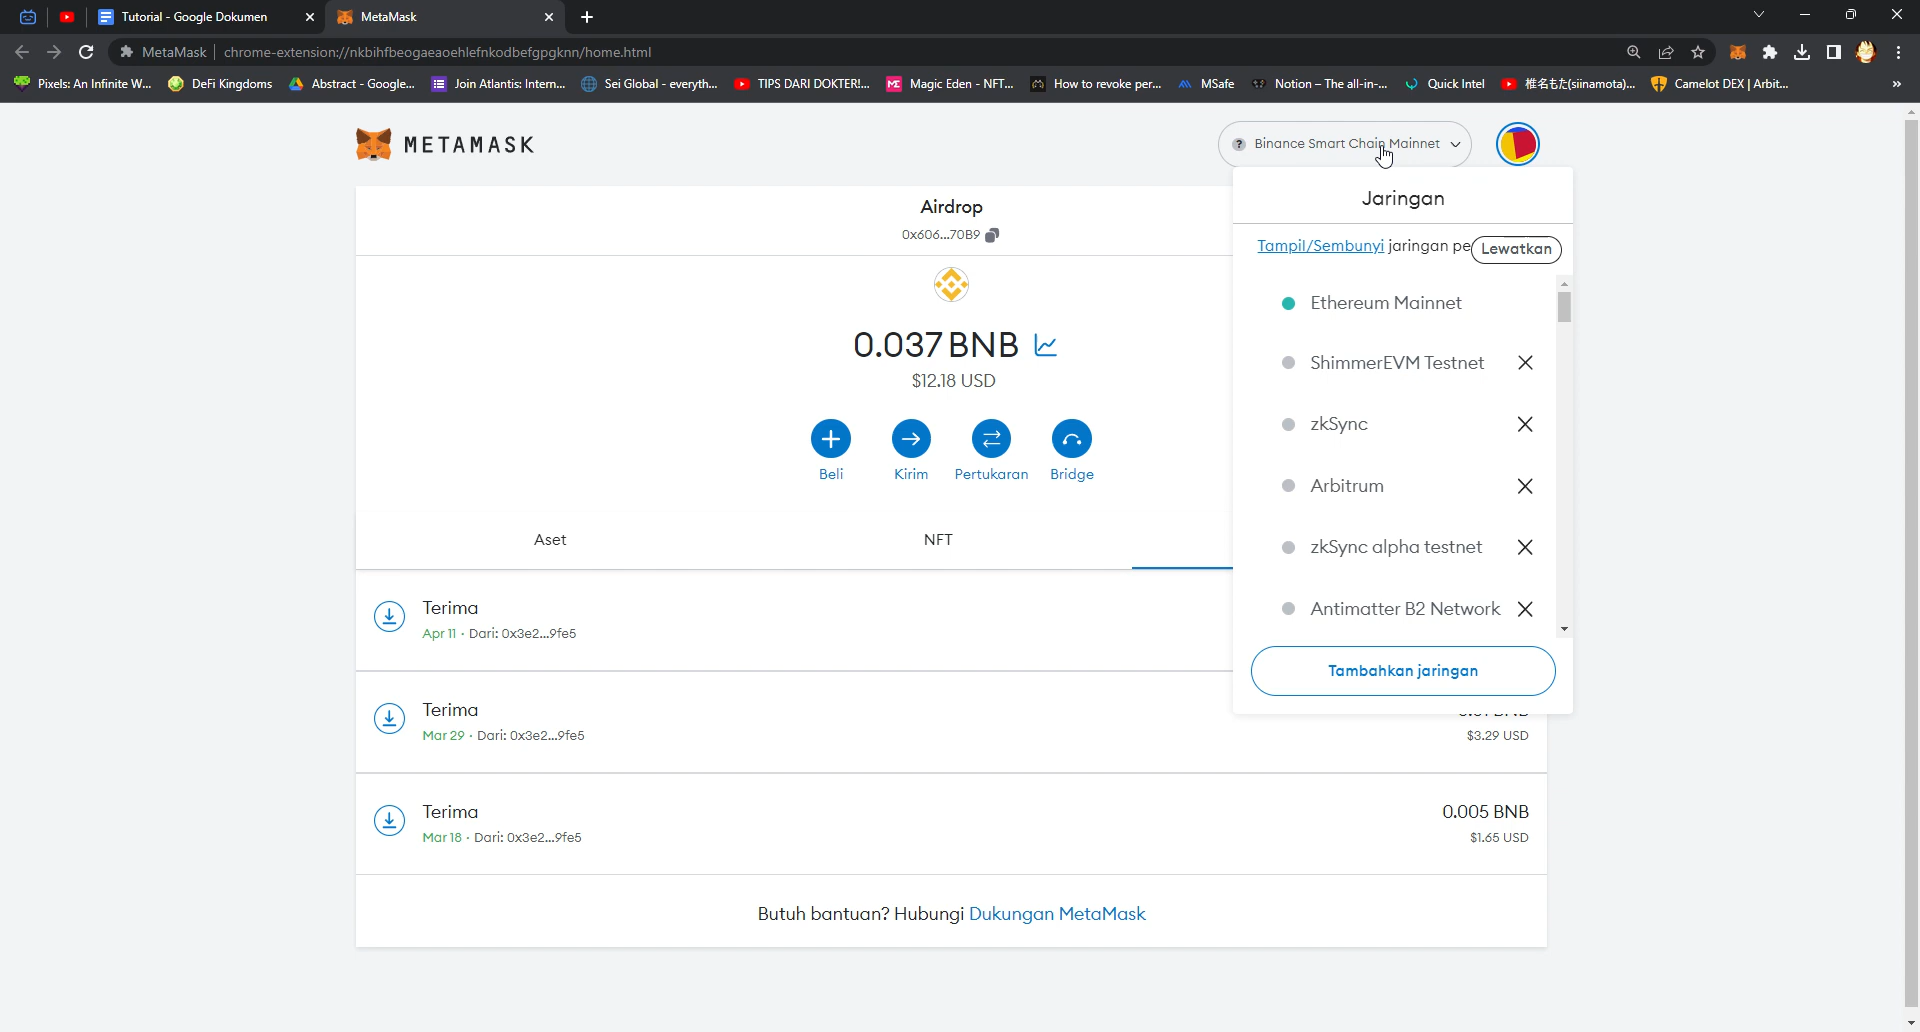 Tutorial - Google Dokumen
MetaMask
MetaMask
chrome-extension://nkbihfbeogaeaoehlefnkodbefgpgknn/home.html
Pixels: An Infinite W...
DeFi Kingdoms
Abstract - Google...
Join Atlantis: Intern...
Sei Global - everyth...
TIPS DARI DOKTER!...
Magic Eden - NFT...
How to revoke per...
MSafe
Notion – The all-in-...
Quick Intel
椎名もた(siinamota)...
Camelot DEX | Arbit...
METAMASK
Binance Smart Chain Mainnet
Airdrop
0x606...70B9
0.037 BNB
$12.18 USD
Beli
Kirim
Pertukaran
Bridge
Aset
NFT
Jaringan
Tampil/Sembunyi jaringan pe
Lewatkan
Ethereum Mainnet
ShimmerEVM Testnet
zkSync
Arbitrum
zkSync alpha testnet
Antimatter B2 Network
Tambahkan jaringan
Terima
Apr 11 · Dari: 0x3e2...9fe5
Terima
Mar 29 · Dari: 0x3e2...9fe5
$3.29 USD
Terima
Mar 18 · Dari: 0x3e2...9fe5
0.005 BNB
$1.65 USD
Butuh bantuan? Hubungi Dukungan MetaMask